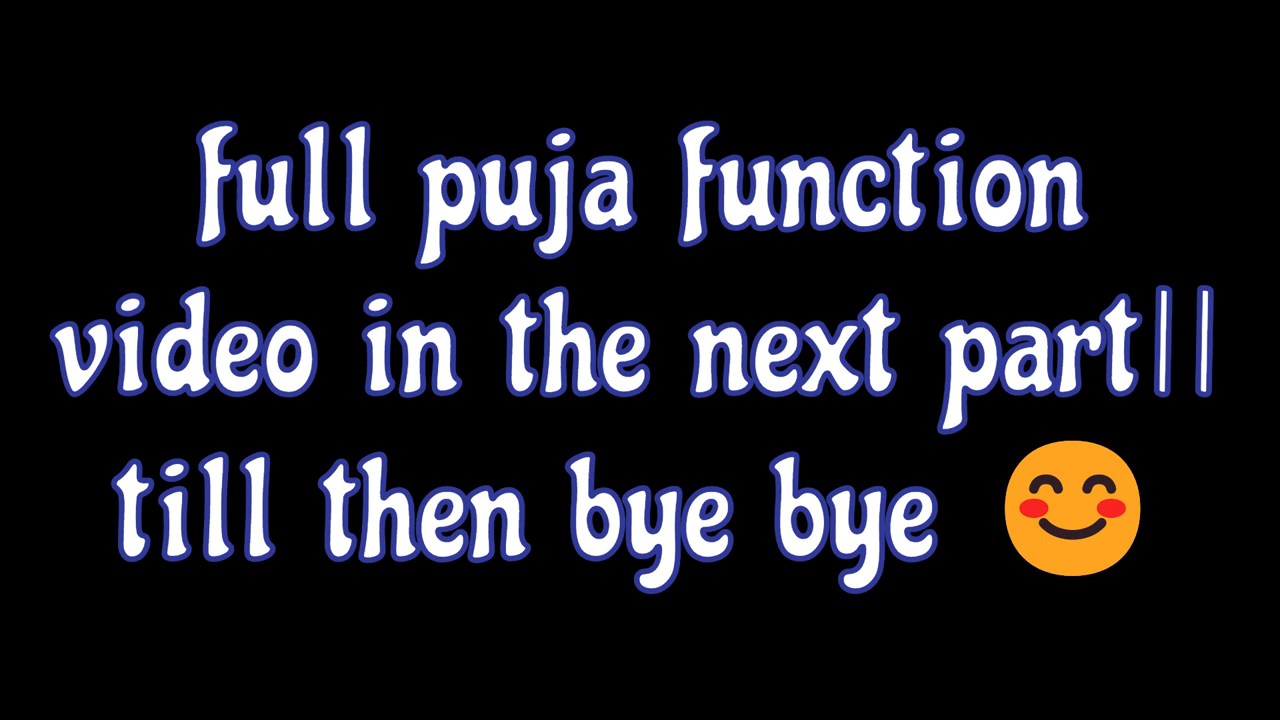 full puja function
video in the next part||
till then bye bye 😊